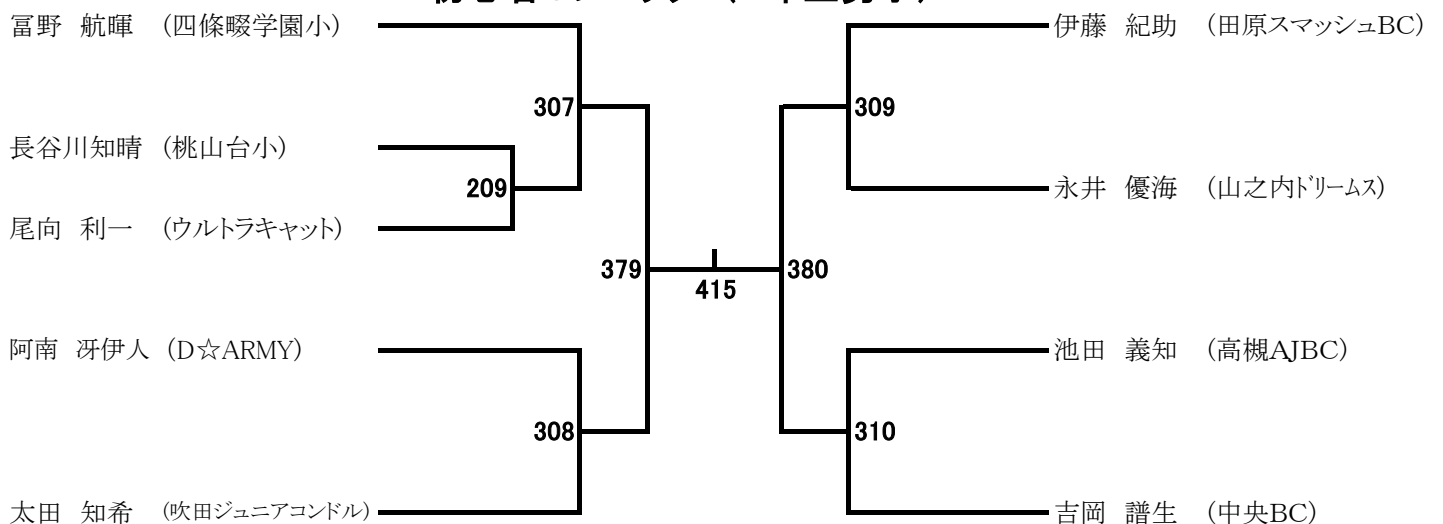 冨野 航暉 (四條畷学園小)
伊藤 紀助 (田原スマッシュBC)
307
309
長谷川知晴 (桃山台小)
209
永井 優海 (山之内ドリームス)
尾向 利一 (ウルトラキャット)
379
380
415
阿南 冴伊人 (D☆ARMY)
池田 義知 (高槻AJBC)
308
310
太田 知希 (吹田ジュニアコンドル)
吉岡 譜生 (中央BC)